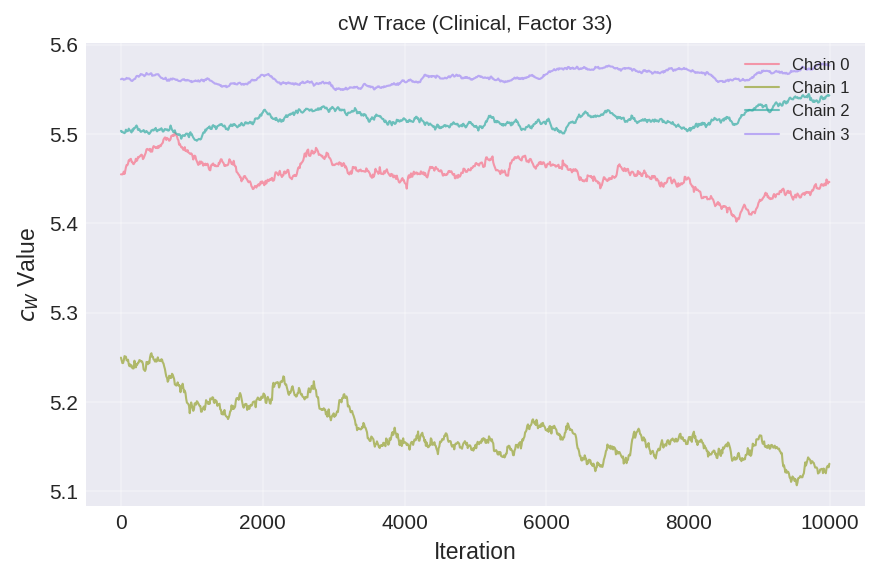 cW Trace (Clinical, Factor 33)
Chain 0
Chain 1
Chain 2
Chain 3
5.6
5.5
5.4
5.3
5.2
5.1
c_W Value
0 2000 4000 6000 8000 10000
Iteration